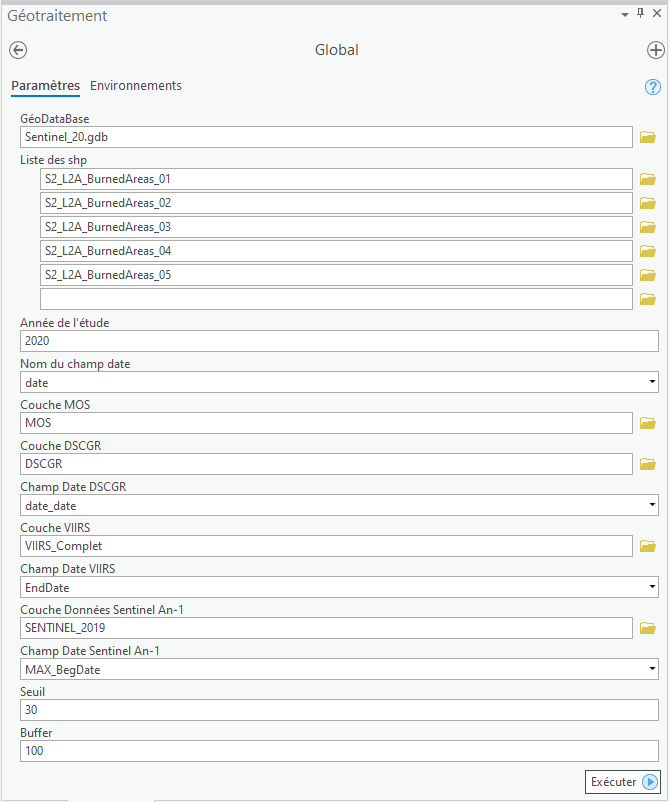 Géotraitement
Global
Paramètres Environnements
GéoDataBase
Sentinel_20.gdb
Liste des shp
S2_L2A_BurnedAreas_01
S2_L2A_BurnedAreas_02
S2_L2A_BurnedAreas_03
S2_L2A_BurnedAreas_04
S2_L2A_BurnedAreas_05
Année de l'étude
2020
Nom du champ date
date
Couche MOS
MOS
Couche DSCGR
DSCGR
Champ Date DSCGR
date_date
Couche VIIRS
VIIRS_Complet
Champ Date VIIRS
EndDate
Couche Données Sentinel An-1
SENTINEL_2019
Champ Date Sentinel An-1
MAX_BegDate
Seuil
30
Buffer
100
Exécuter